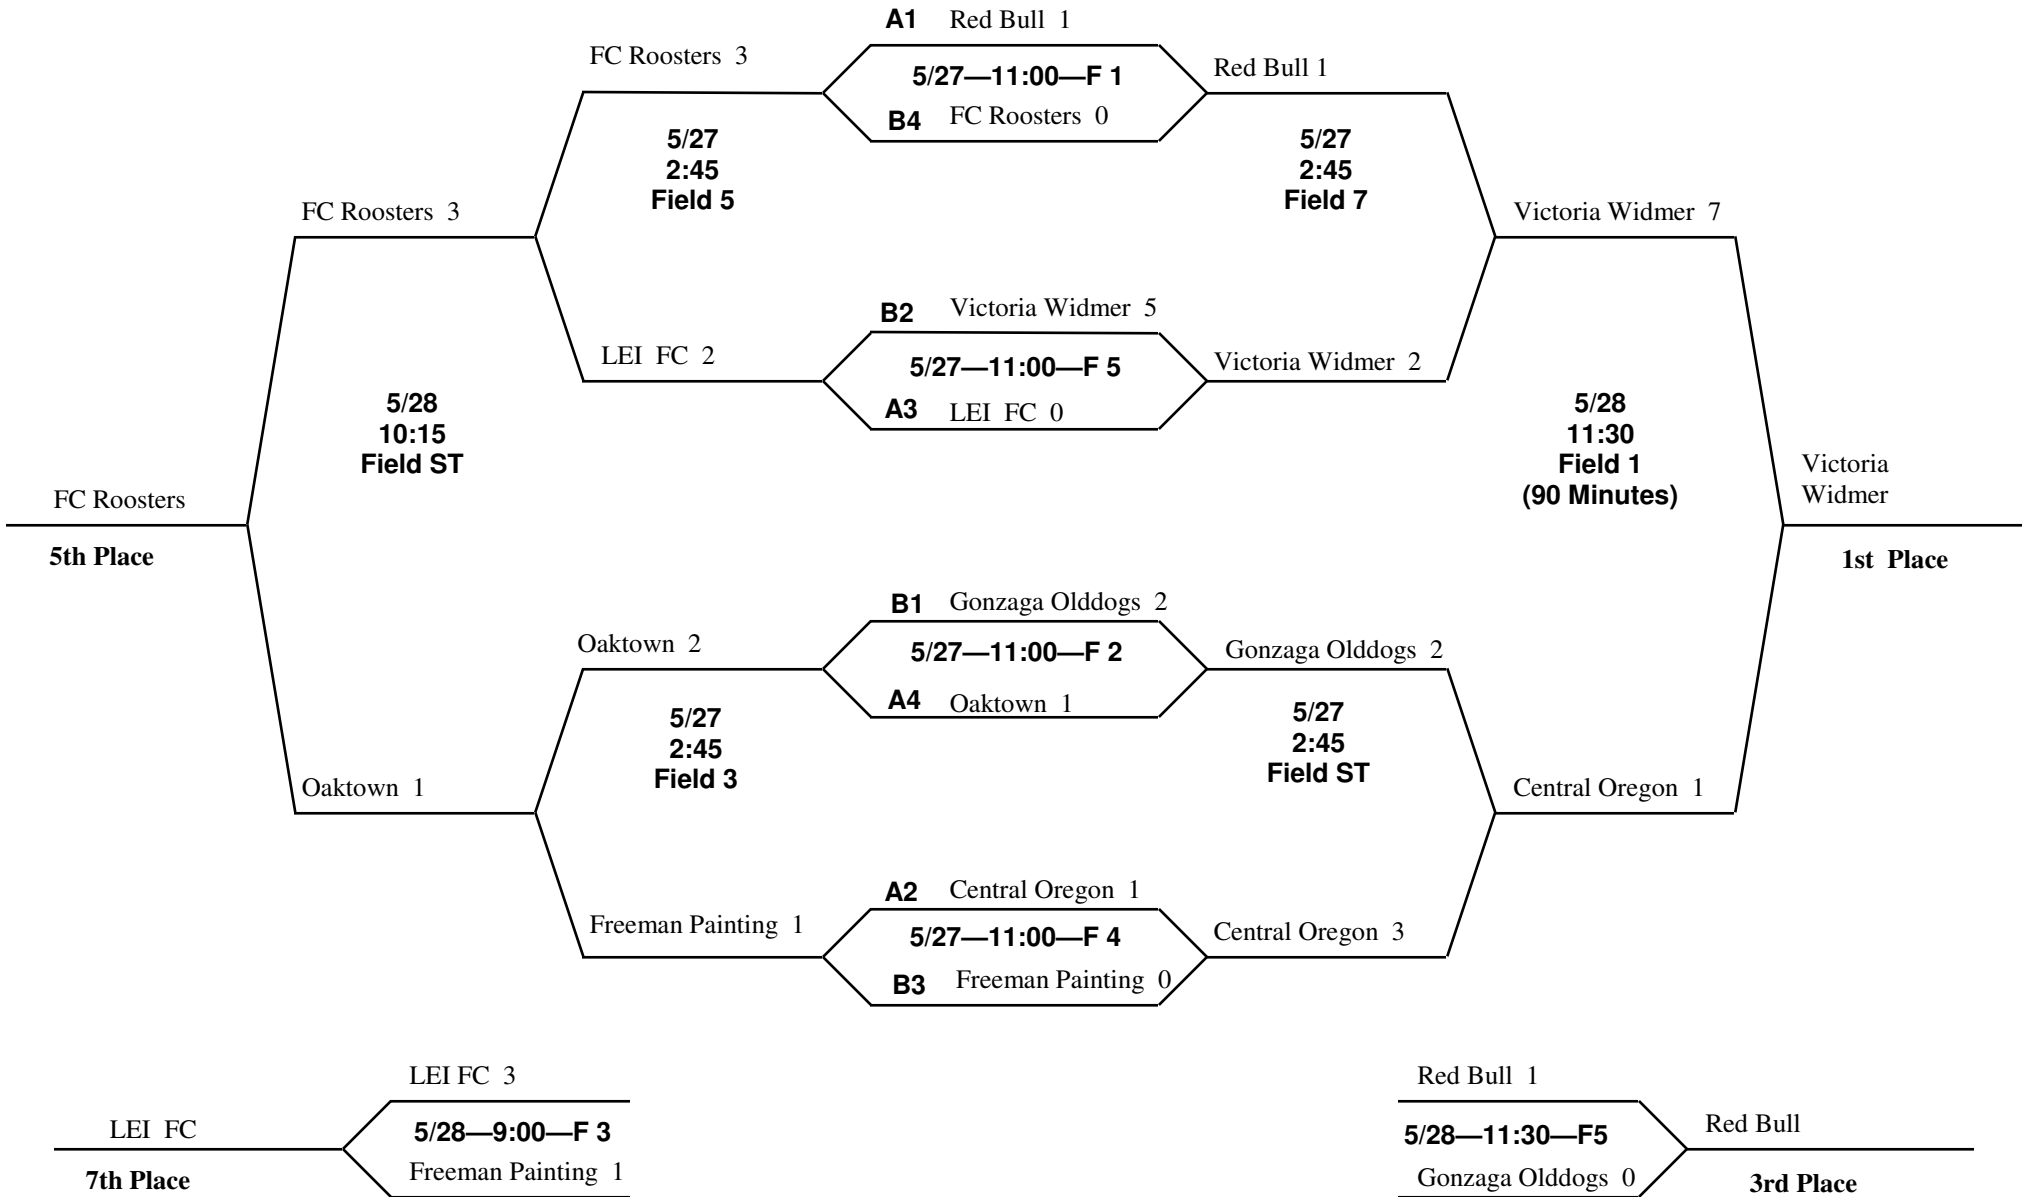 A1 Red Bull 1
FC Roosters 3
5/27—11:00—F 1
Red Bull 1
B4 FC Roosters 0
5/27
2:45
Field 5
5/27
2:45
Field 7
FC Roosters 3
Victoria Widmer 7
B2 Victoria Widmer 5
LEI FC 2
5/27—11:00—F 5
Victoria Widmer 2
A3 LEI FC 0
5/28
10:15
Field ST
5/28
11:30
Field 1
(90 Minutes)
FC Roosters
5th Place
Victoria
Widmer
1st Place
B1 Gonzaga Olddogs 2
Oaktown 2
5/27—11:00—F 2
Gonzaga Olddogs 2
A4 Oaktown 1
5/27
2:45
Field 3
5/27
2:45
Field ST
Oaktown 1
Central Oregon 1
A2 Central Oregon 1
Freeman Painting 1
5/27—11:00—F 4
Central Oregon 3
B3 Freeman Painting 0
LEI FC 3
LEI FC
5/28—9:00—F 3
7th Place
Freeman Painting 1
Red Bull 1
5/28—11:30—F5
Red Bull
Gonzaga Olddogs 0
3rd Place